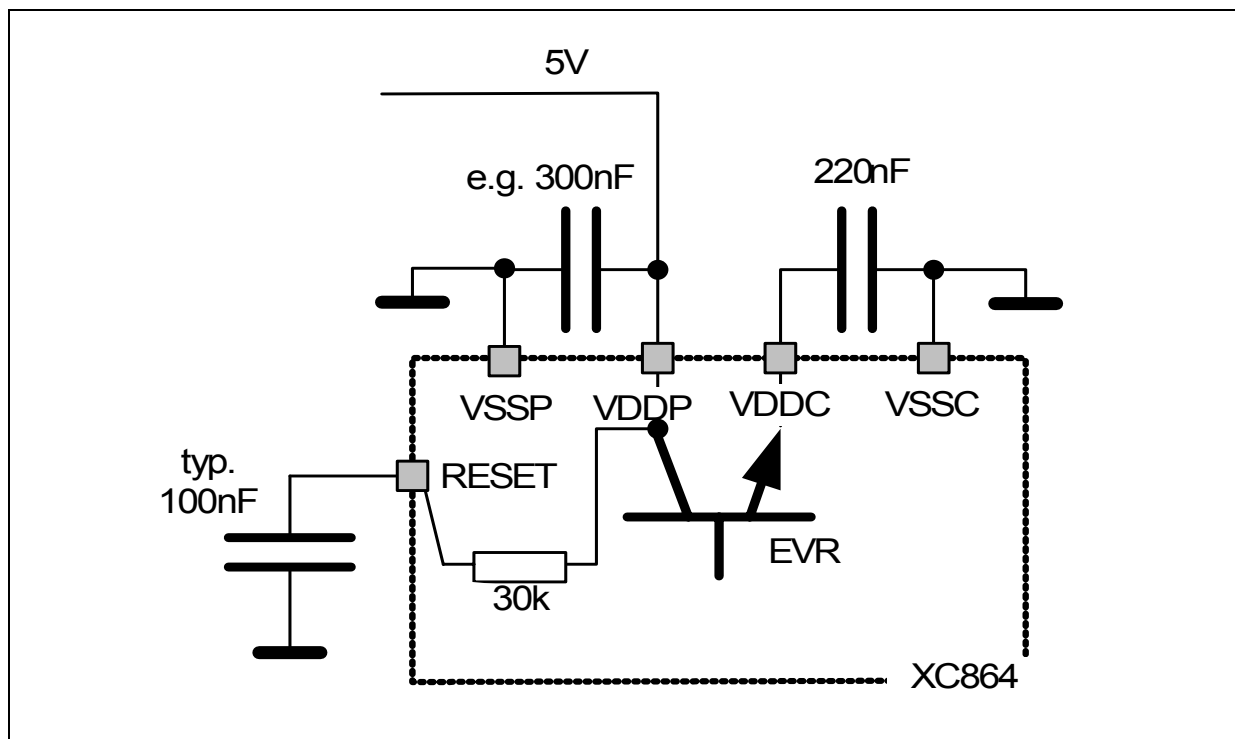 5V
e.g. 300nF
220nF
VSSP
VDDP
VDDC
VSSC
typ.
100nF
RESET
EVR
30k
XC864